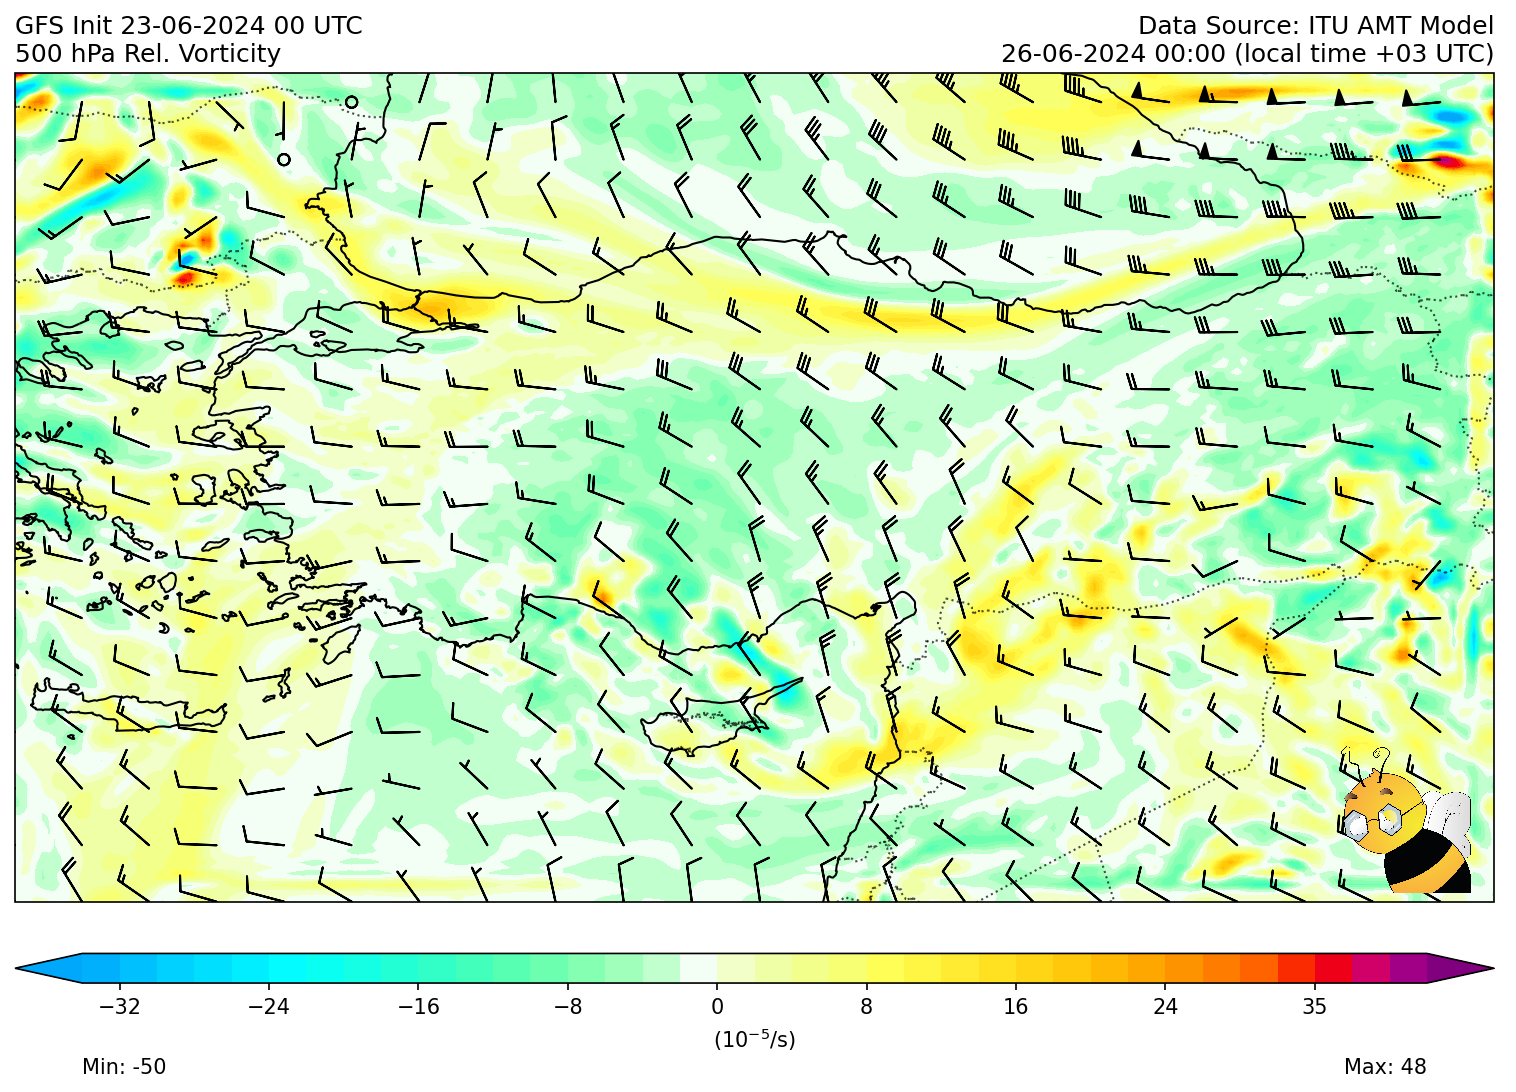 GFS Init 23-06-2024 00 UTC
500 hPa Rel. Vorticity
Data Source: ITU AMT Model
26-06-2024 00:00 (local time +03 UTC)
−32 −24 −16 −8 0 8 16 24 35
(10⁻⁵/s)
Min: -50
Max: 48